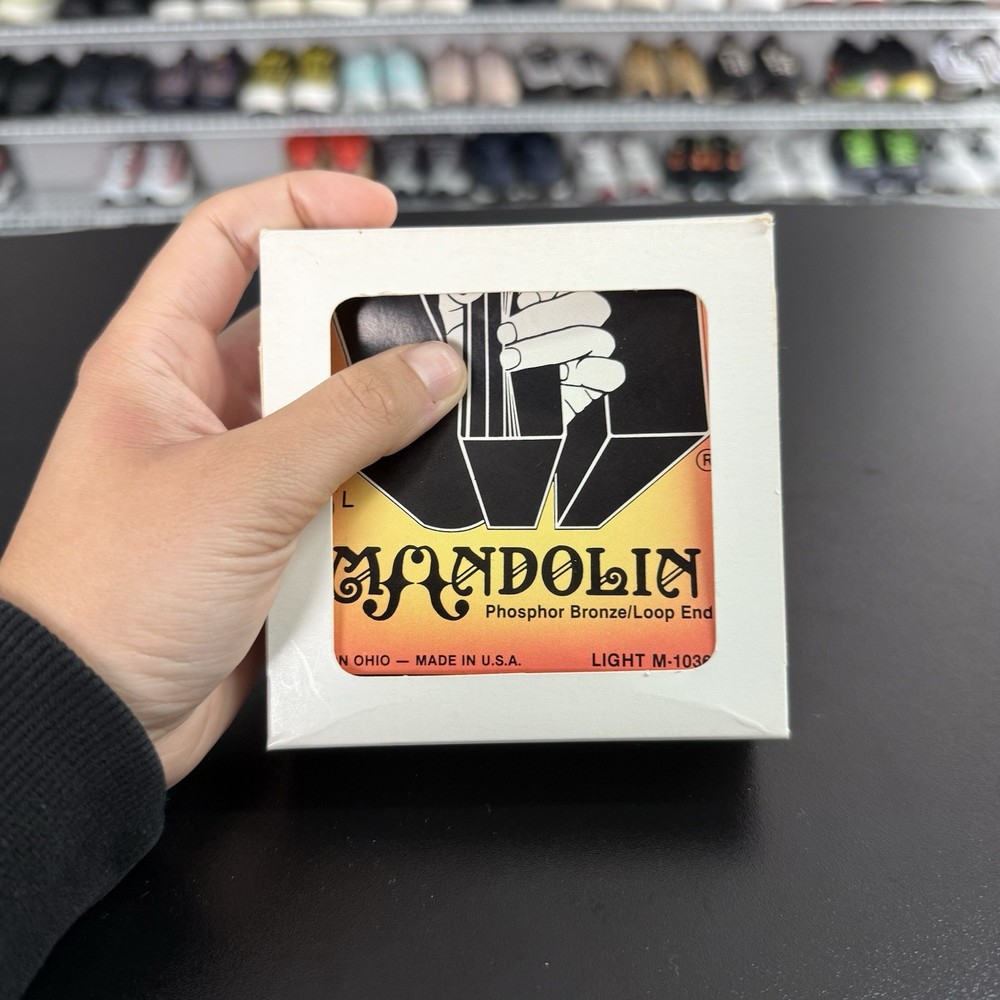 ®
L
MANDOLIN
Phosphor Bronze/Loop End
N OHIO — MADE IN U.S.A. LIGHT M-1036